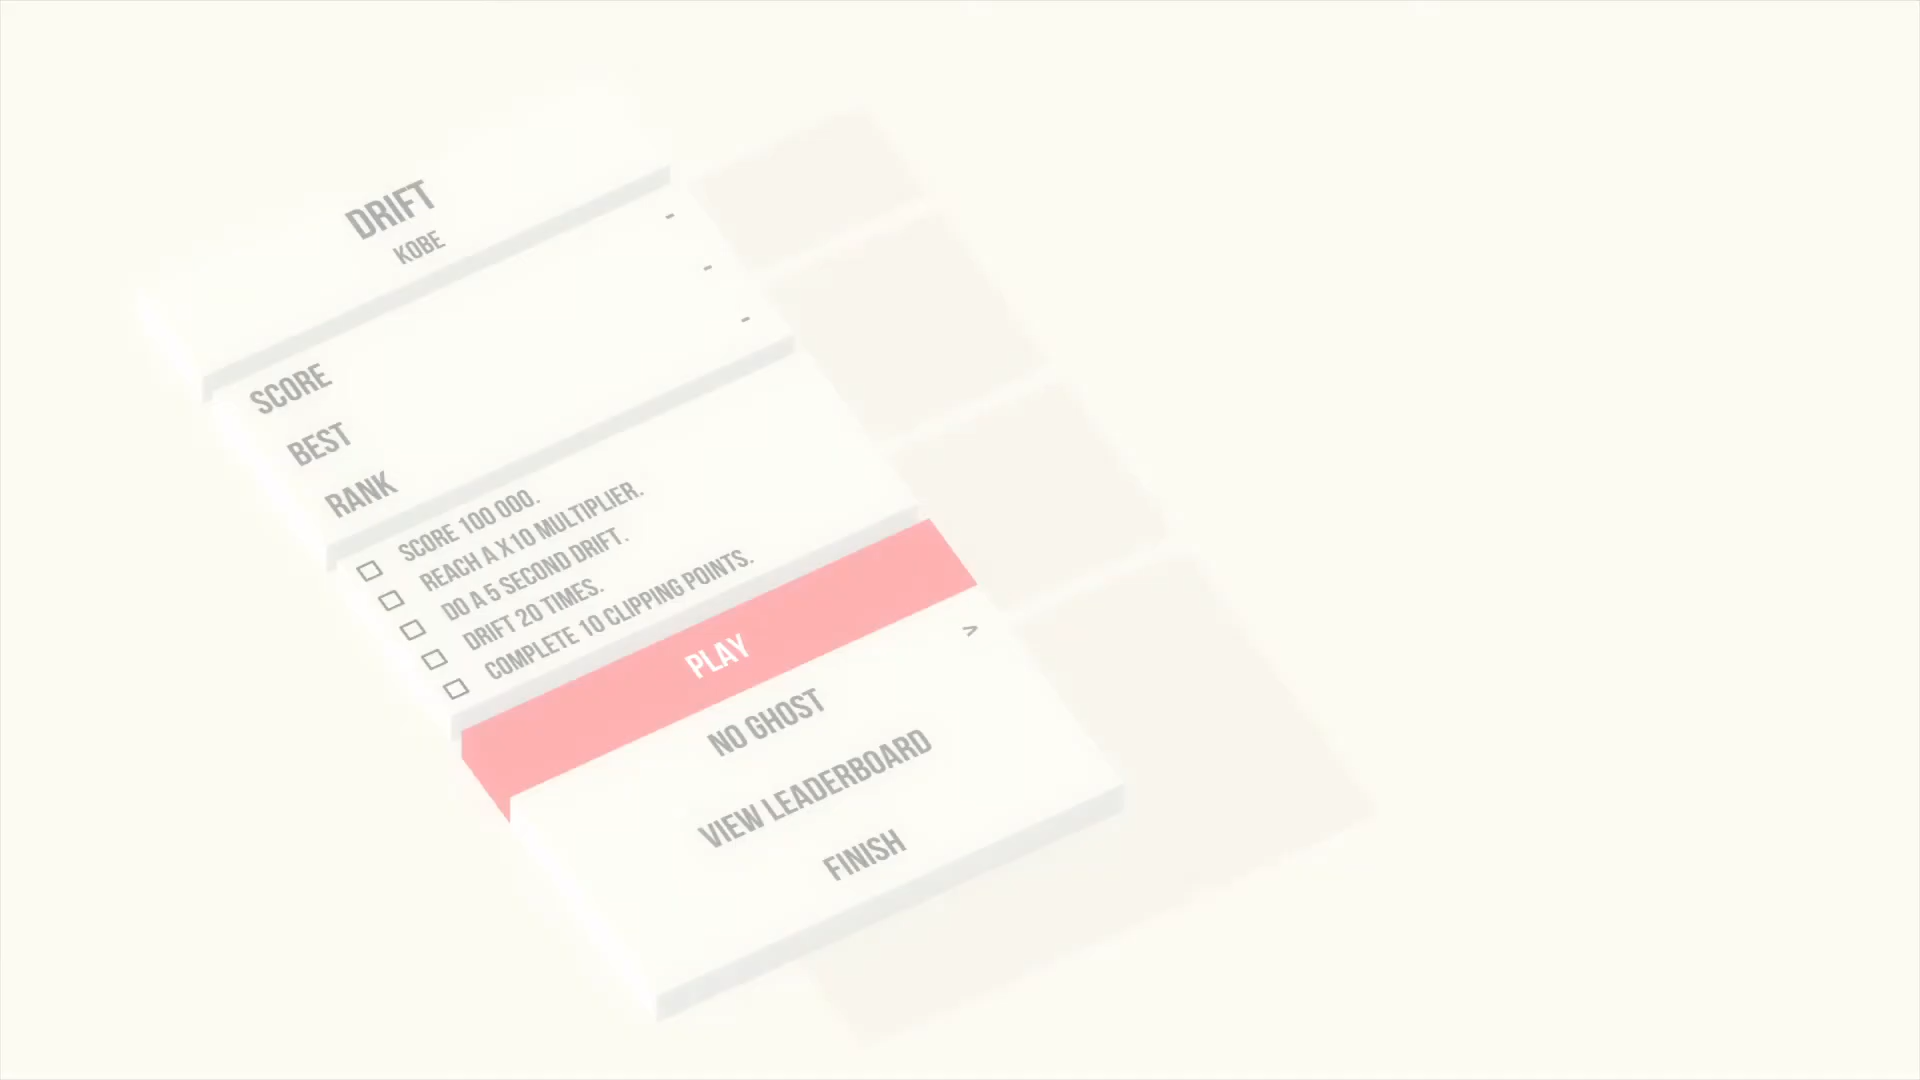 DRIFT
KOBE
SCORE -
BEST -
RANK -
SCORE 100 000.
REACH A X10 MULTIPLIER.
DO A 5 SECOND DRIFT.
DRIFT 20 TIMES.
COMPLETE 10 CLIPPING POINTS.
PLAY
NO GHOST >
VIEW LEADERBOARD
FINISH